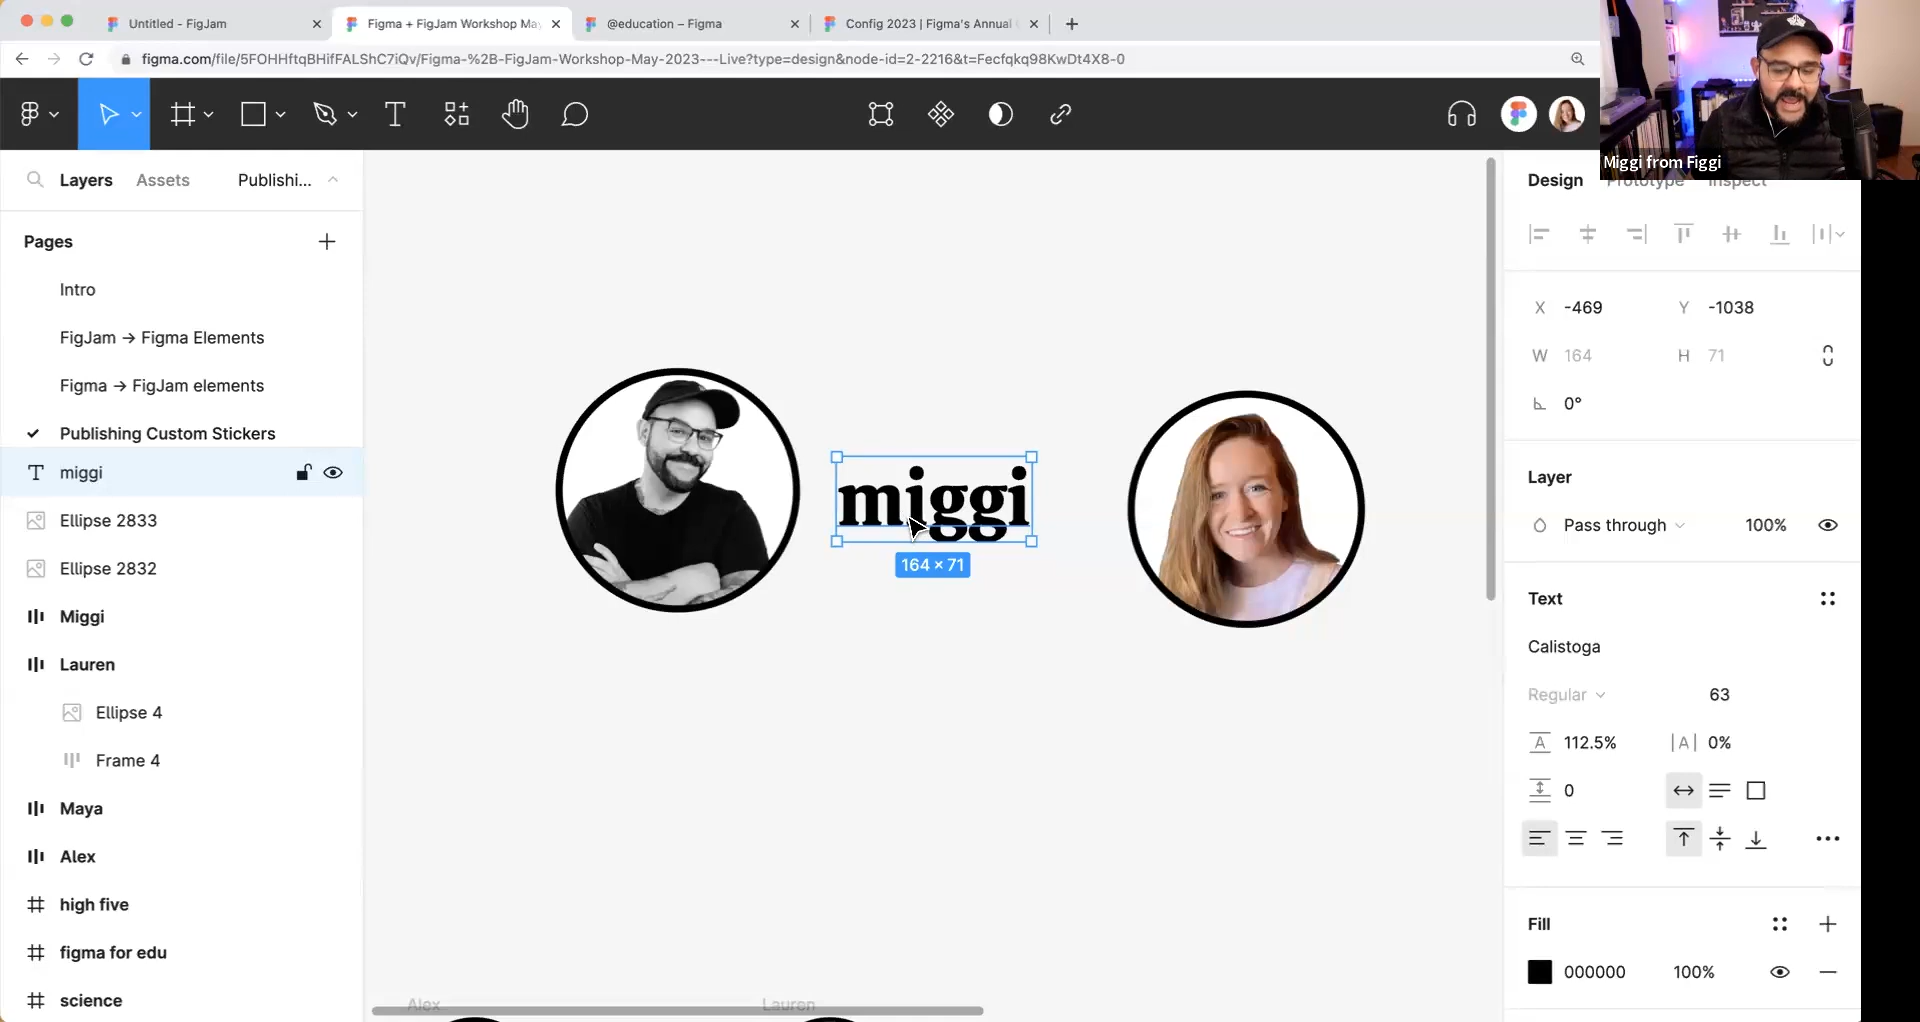 Untitled - FigJam
Figma + FigJam Workshop Ma
@education – Figma
Config 2023 | Figma's Annual
figma.com/file/5FOHHftqBHifFALShC7iQv/Figma-%2B-FigJam-Workshop-May-2023---Live?type=design&node-id=2-2216&t=Fecfqkq98KwDt4X8-0
Miggi from Figgi
Layers
Assets
Publishi...
Design
Prototype
Inspect
Pages
Intro
FigJam → Figma Elements
Figma → FigJam elements
Publishing Custom Stickers
miggi
Ellipse 2833
Ellipse 2832
Miggi
Lauren
Ellipse 4
Frame 4
Maya
Alex
high five
figma for edu
science
miggi
164 × 71
Alex
Lauren
X -469 Y -1038
W 164 H 71
0°
Layer
Pass through 100%
Text
Calistoga
Regular 63
A 112.5% |A| 0%
0
Fill
000000 100%